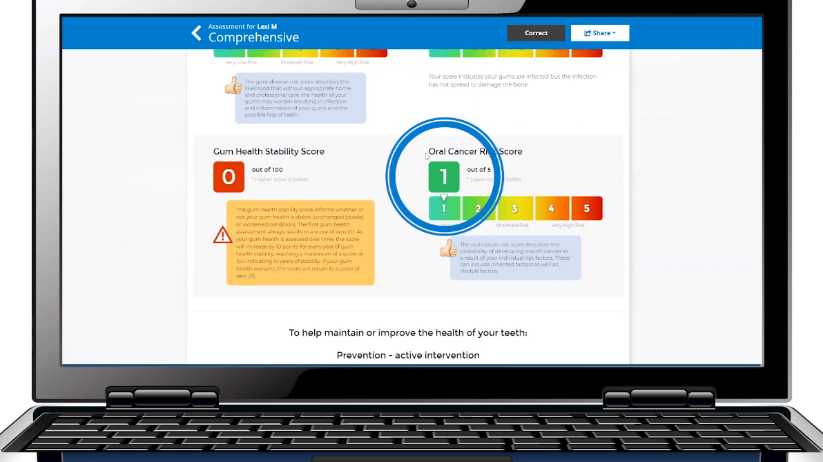 Assessment for Lexi M
Comprehensive
Correct
Share
Very Low Risk
Moderate Risk
Very High Risk
The gum disease risk score describes the
likelihood that without appropriate home
and professional care, the health of your
gums may worsen resulting in infection
and inflammation of your gums and the
possible loss of teeth.
Your score indicates your gums are infected but the infection
has not spread to damage the bone.
Gum Health Stability Score
0
out of 100
* Higher score is better
The gum health stability score informs whether or
not your gum health is stable (unchanged (stable)
or worsened condition). The first gum health
assessment always results in a score of zero (0). As
your gum health is assessed over time, the score
will increase by 10 points for every year of gum
health stability, reaching a maximum of a score of
100 indicating 10 years of stability. If your gum
health worsens, the score will return to a score of
zero (0).
Oral Cancer Risk Score
1
out of 5
* Lower score is better
1 2 3 4 5
Moderate Risk
Very High Risk
The oral cancer risk score describes the
probability of developing mouth cancer as
a result of your individual risk factors. These
can include inherited factors as well as
lifestyle factors.
To help maintain or improve the health of your teeth:
Prevention - active intervention